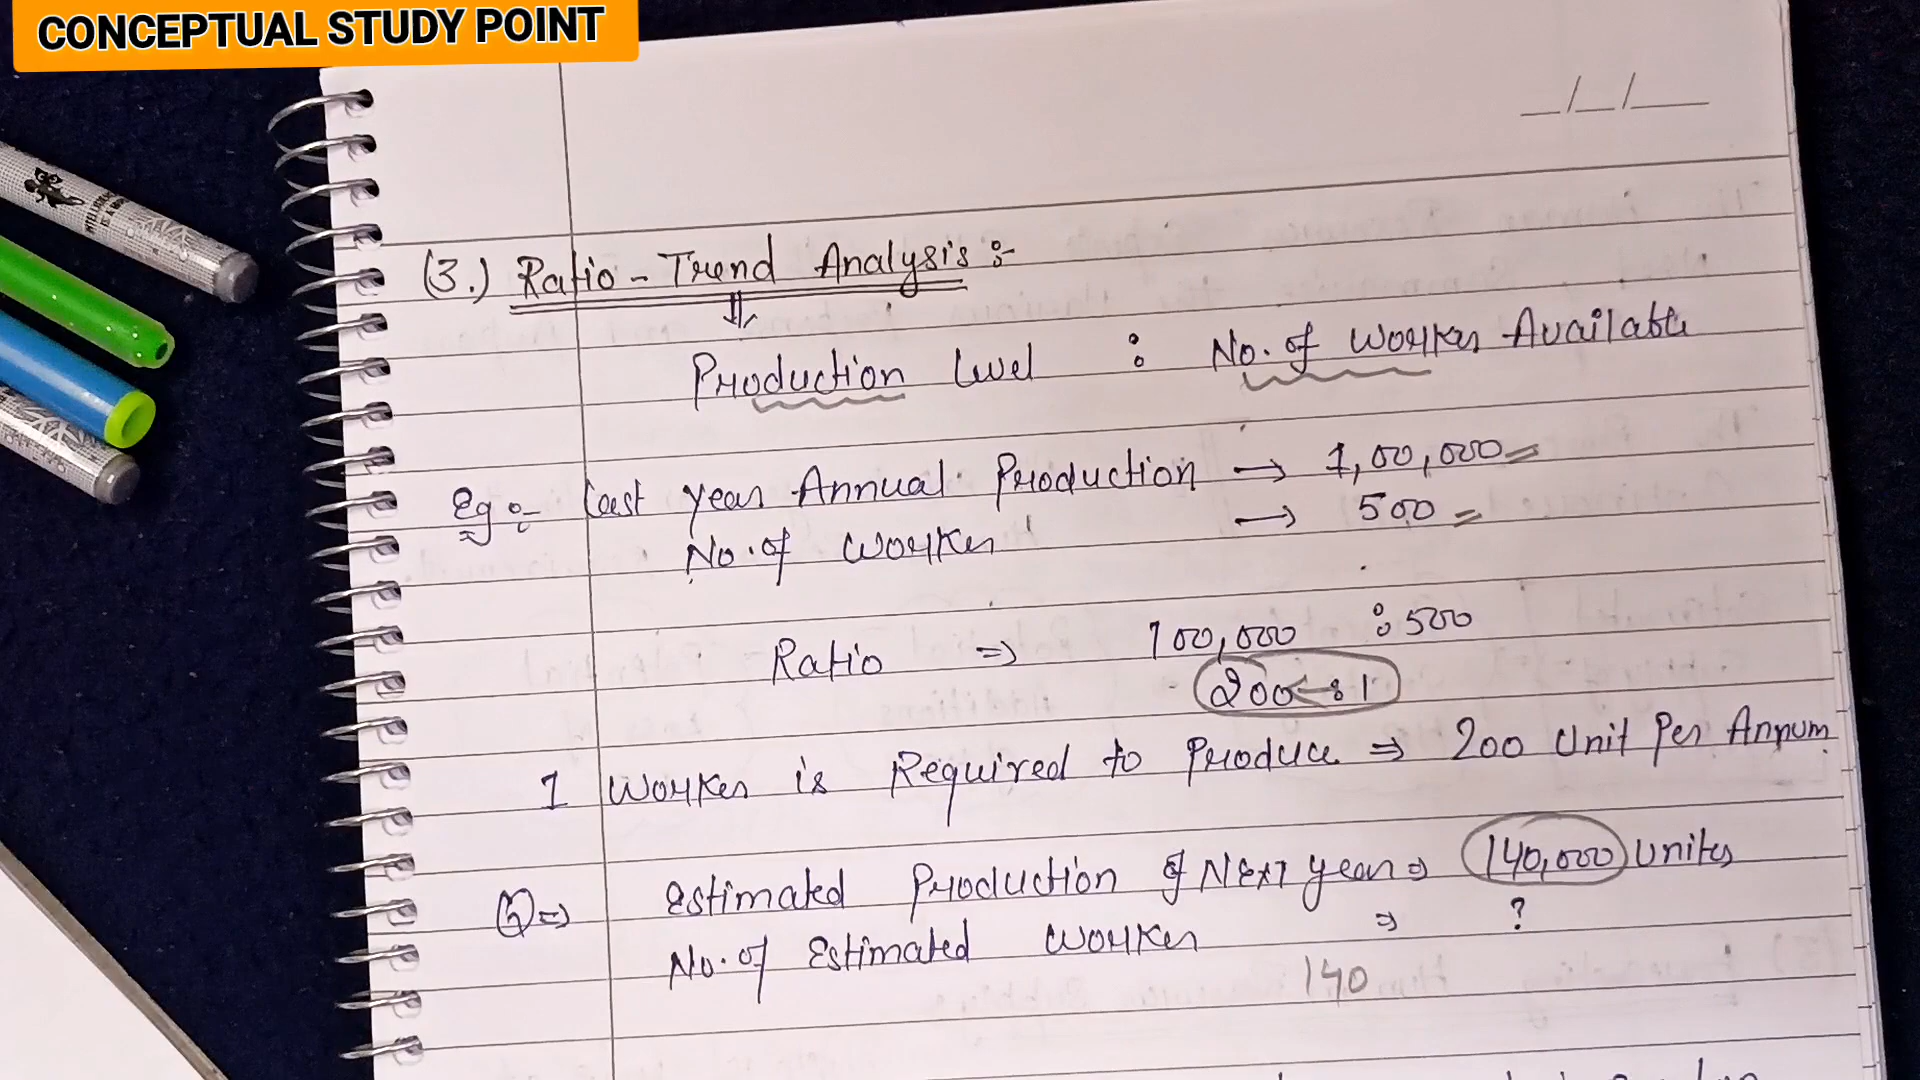 CONCEPTUAL STUDY POINT
_/_/__
(3.) Ratio - Trend Analysis :-
Production Level : No. of Worker Available
Eg :- Last year Annual Production → 1,00,000
No. of Worker → 500
Ratio ⇒ 100,000 : 500
200 : 1
1 Worker is Required to Produce ⇒ 200 Unit Per Annum
Q ⇒ Estimated Production of Next year ⇒ 140,000 Units
No. of Estimated Worker ⇒ ?
140